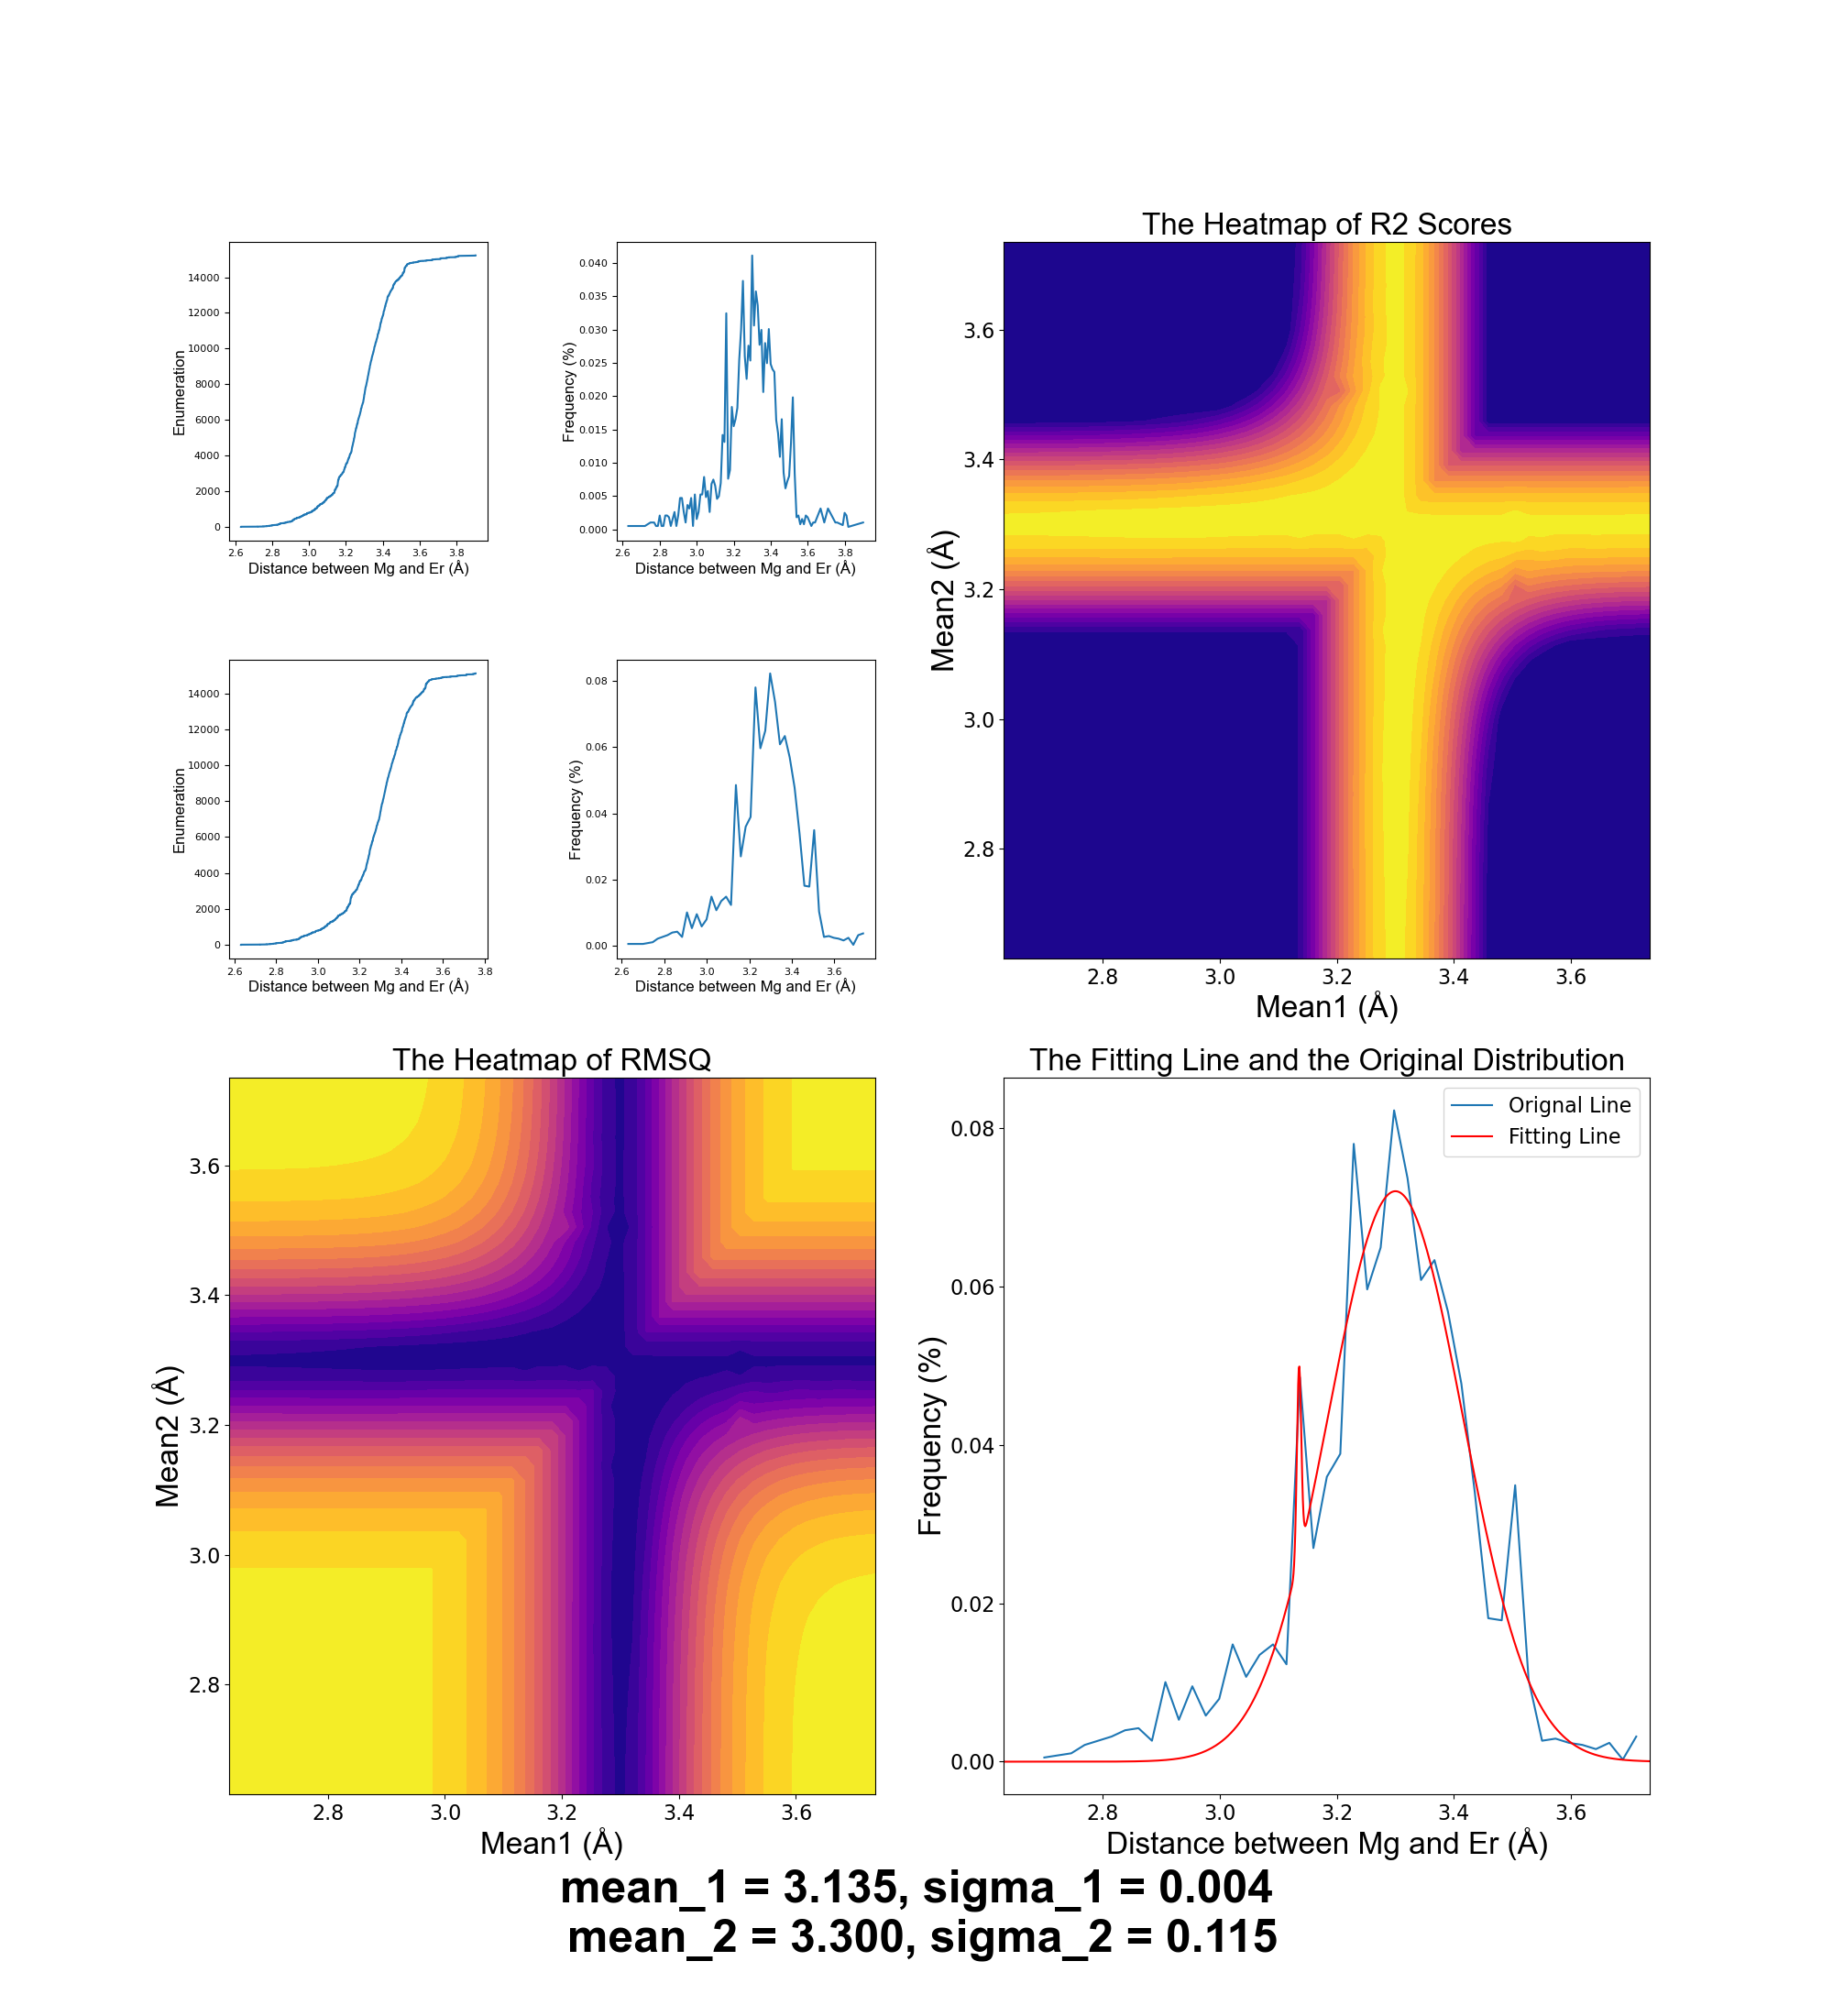 The Heatmap of R2 Scores
14000
12000
10000
8000
6000
4000
2000
0
Enumeration
2.6 2.8 3.0 3.2 3.4 3.6 3.8
Distance between Mg and Er (Å)
0.040
0.035
0.030
0.025
0.020
0.015
0.010
0.005
0.000
Frequency (%)
2.6 2.8 3.0 3.2 3.4 3.6 3.8
Distance between Mg and Er (Å)
14000
12000
10000
8000
6000
4000
2000
0
Enumeration
2.6 2.8 3.0 3.2 3.4 3.6 3.8
Distance between Mg and Er (Å)
0.08
0.06
0.04
0.02
0.00
Frequency (%)
2.6 2.8 3.0 3.2 3.4 3.6
Distance between Mg and Er (Å)
3.6
3.4
3.2
3.0
2.8
Mean2 (Å)
2.8 3.0 3.2 3.4 3.6
Mean1 (Å)
The Heatmap of RMSQ
3.6
3.4
3.2
3.0
2.8
Mean2 (Å)
2.8 3.0 3.2 3.4 3.6
Mean1 (Å)
The Fitting Line and the Original Distribution
Orignal Line
Fitting Line
0.08
0.06
0.04
0.02
0.00
Frequency (%)
2.8 3.0 3.2 3.4 3.6
Distance between Mg and Er (Å)
mean_1 = 3.135, sigma_1 = 0.004
mean_2 = 3.300, sigma_2 = 0.115